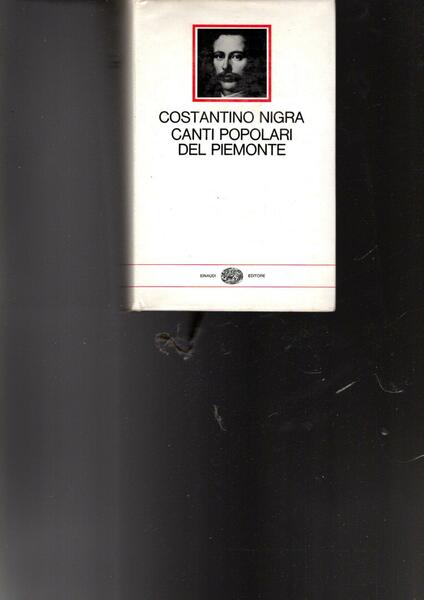 COSTANTINO NIGRA
CANTI POPOLARI
DEL PIEMONTE
EINAUDI EDITORE